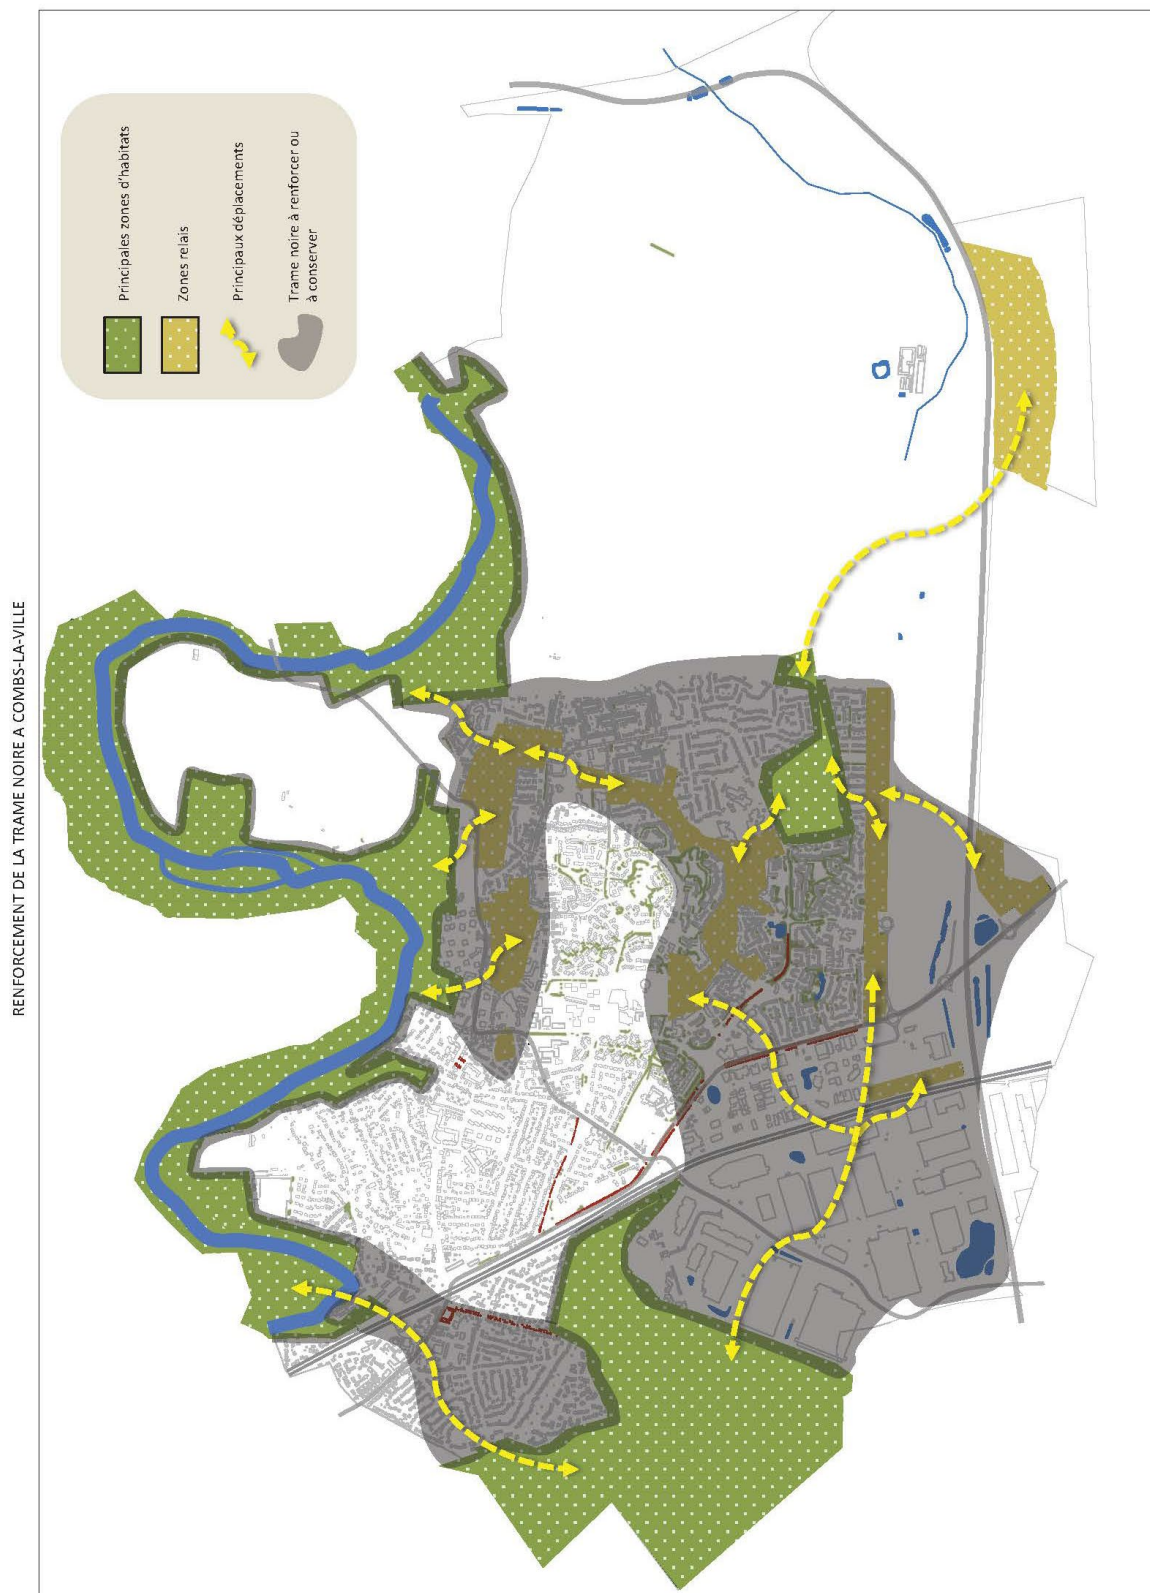 RENFORCEMENT DE LA TRAME NOIRE A COMBS-LA-VILLE
Principales zones d'habitats
Zones relais
Principaux déplacements
Trame noire à renforcer ou
à conserver